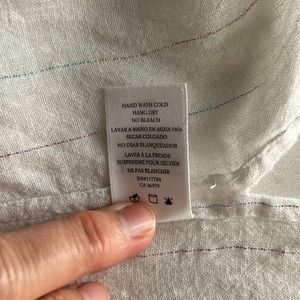 HAND WASH COLD
HANG DRY
NO BLEACH
LAVAR A MANO EN AGUA FRÍA
SECAR COLGADO
NO USAR BLANQUEADOR
LAVER À LA FROIDE
SUSPENDRE POUR SÉCHER
NE PAS BLANCHIR
RN#117784
CA 36979